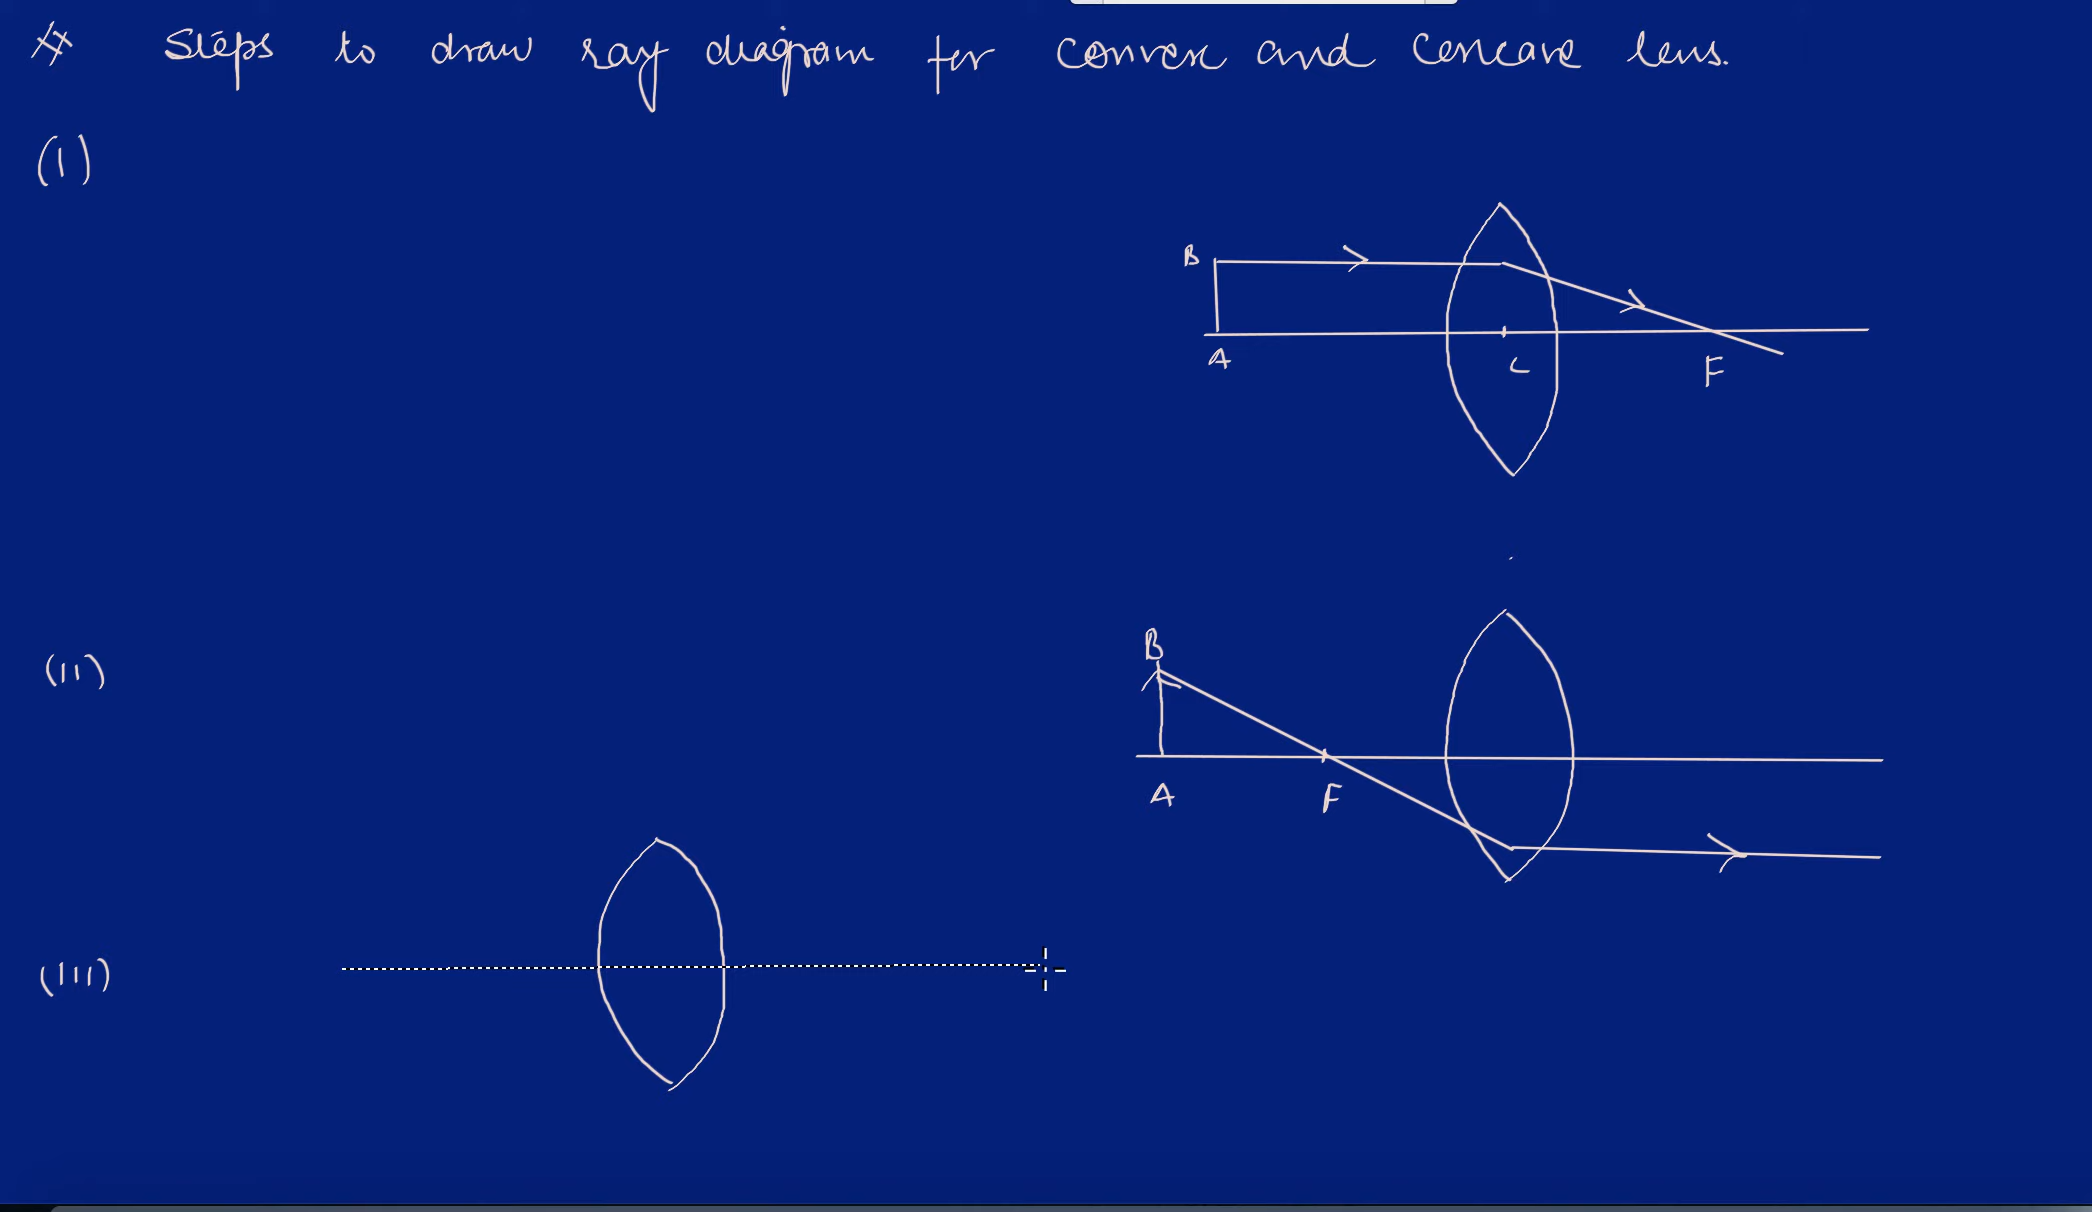 Steps to draw ray diagram for convex and concave lens.
(I)
B
A C F
(II)
B
A F
(III)